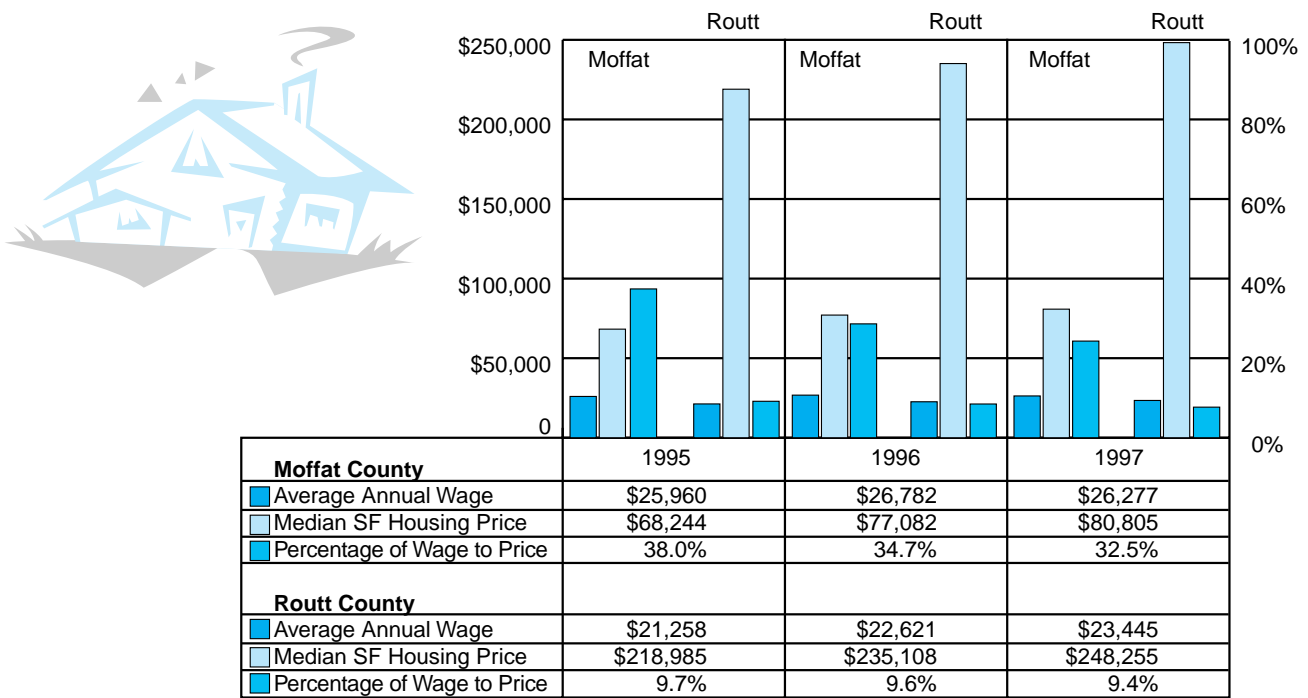 Routt Routt Routt
$250,000 Moffat Moffat Moffat 100%
$200,000 80%
$150,000 60%
$100,000 40%
$50,000 20%
0 0%
Moffat County 1995 1996 1997
Average Annual Wage $25,960 $26,782 $26,277
Median SF Housing Price $68,244 $77,082 $80,805
Percentage of Wage to Price 38.0% 34.7% 32.5%
Routt County
Average Annual Wage $21,258 $22,621 $23,445
Median SF Housing Price $218,985 $235,108 $248,255
Percentage of Wage to Price 9.7% 9.6% 9.4%